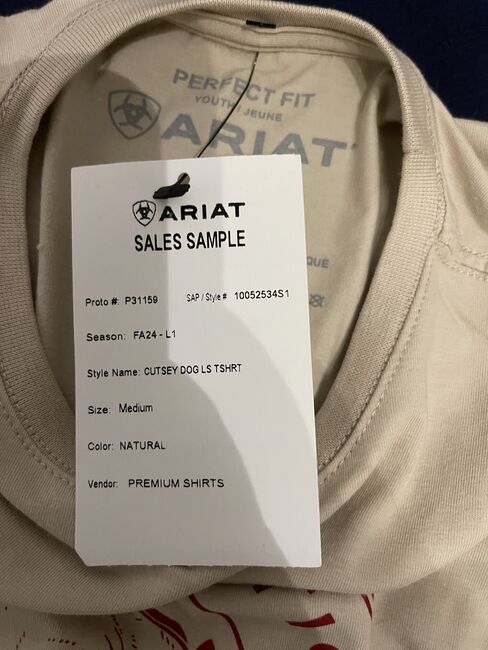 PERFECT FIT
YOUTH / JEUNE
ARIAT
QUE
ARIAT
SALES SAMPLE
Proto #: P31159 SAP / Style # 10052534S1
Season: FA24 - L1
Style Name: CUTSEY DOG LS TSHRT
Size: Medium
Color: NATURAL
Vendor: PREMIUM SHIRTS